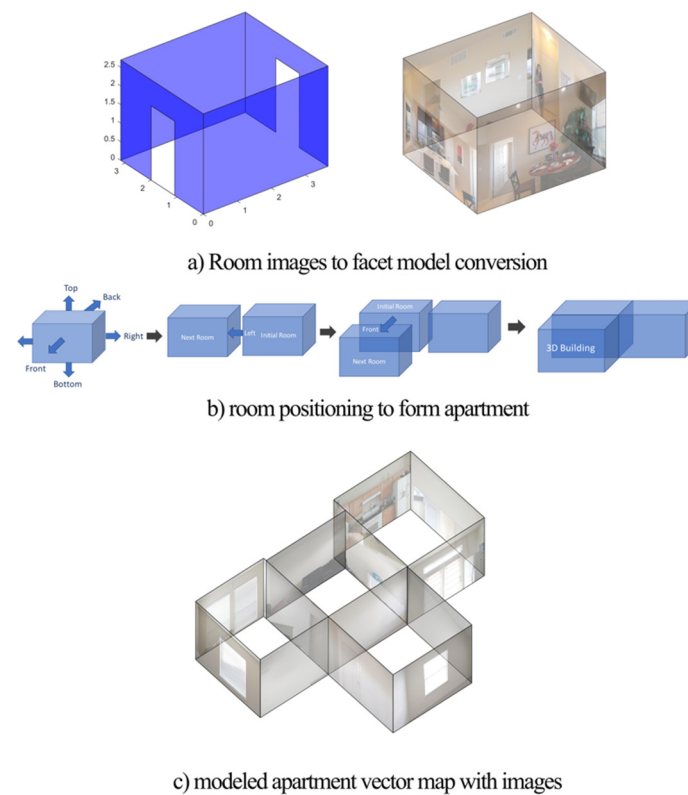 2.5
2
1.5
1
0.5
0
3
2
1
0
0
1
2
3
a) Room images to facet model conversion
Top
Back
Right
Front
Bottom
Next Room
Left
Initial Room
Initial Room
Front
Next Room
3D Building
b) room positioning to form apartment
c) modeled apartment vector map with images